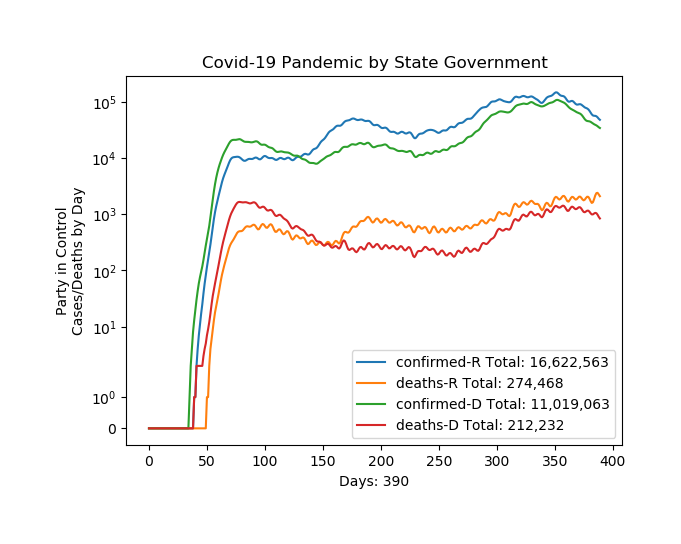 Covid-19 Pandemic by State Government
Party in Control
Cases/Deaths by Day
10^5
10^4
10^3
10^2
10^1
10^0
0
confirmed-R Total: 16,622,563
deaths-R Total: 274,468
confirmed-D Total: 11,019,063
deaths-D Total: 212,232
0 50 100 150 200 250 300 350 400
Days: 390